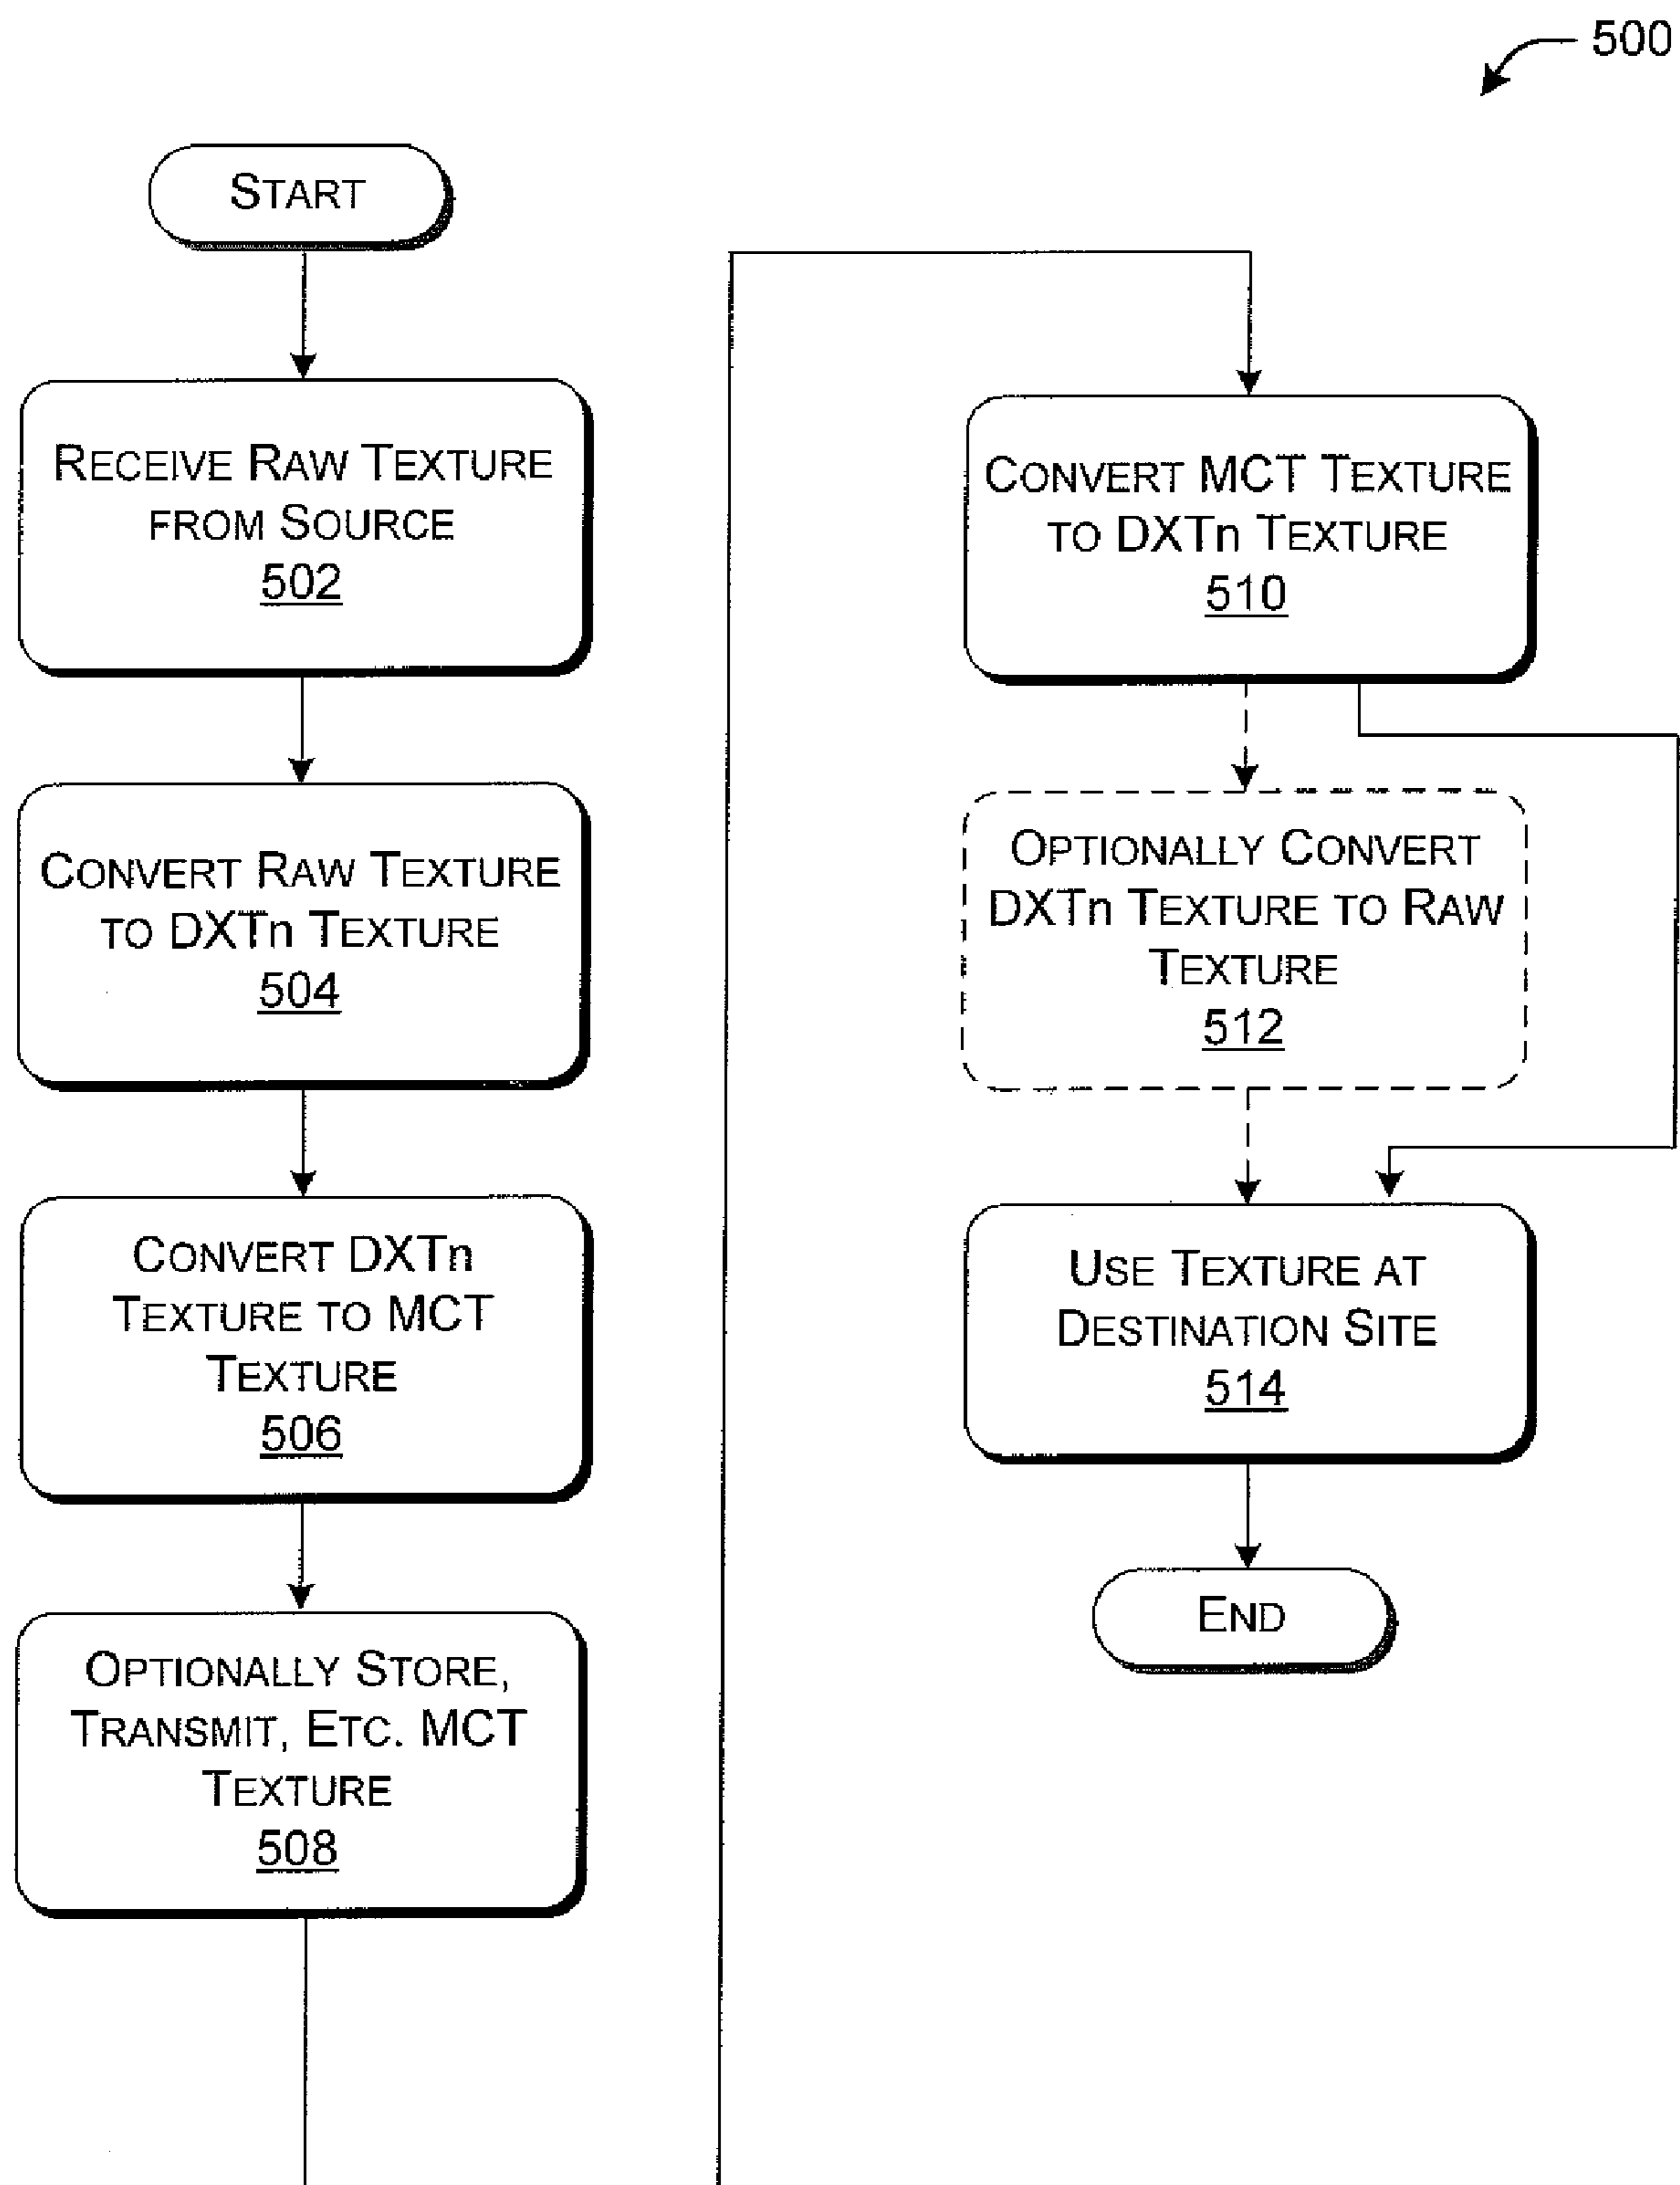 500
START
RECEIVE RAW TEXTURE
FROM SOURCE
502
CONVERT RAW TEXTURE
TO DXTn TEXTURE
504
CONVERT DXTn
TEXTURE TO MCT
TEXTURE
506
OPTIONALLY STORE,
TRANSMIT, ETC. MCT
TEXTURE
508
CONVERT MCT TEXTURE
TO DXTn TEXTURE
510
OPTIONALLY CONVERT
DXTn TEXTURE TO RAW
TEXTURE
512
USE TEXTURE AT
DESTINATION SITE
514
END